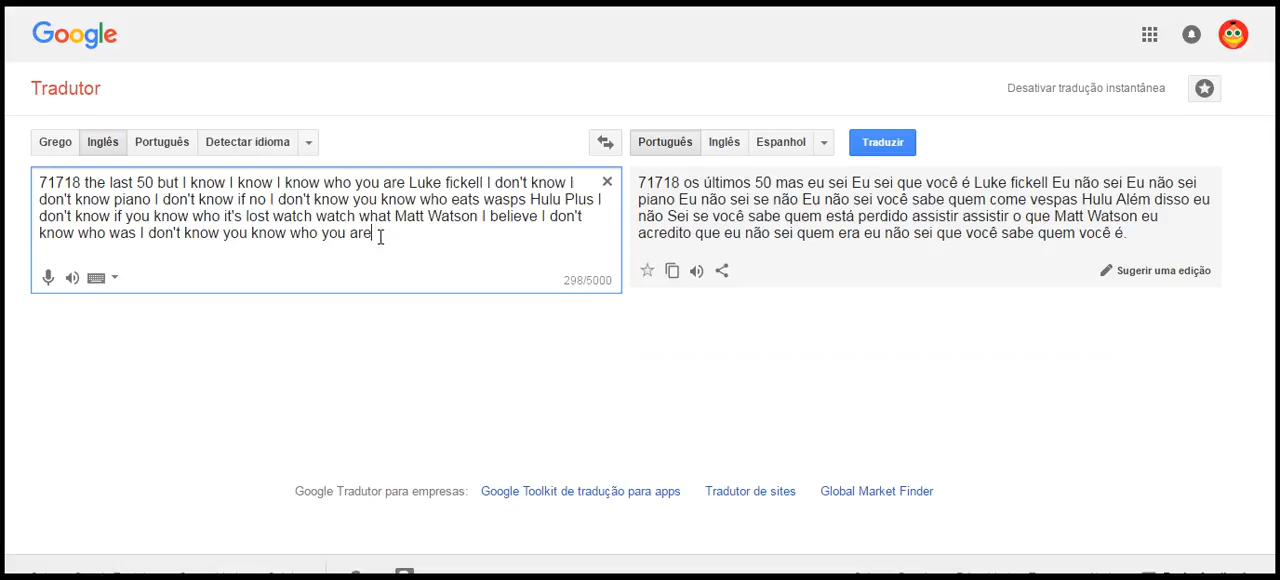 Google
Tradutor
Desativar tradução instantânea
Grego Inglês Português Detectar idioma
Português Inglês Espanhol Traduzir
71718 the last 50 but I know I know I know who you are Luke fickell I don't know I
don't know piano I don't know if no I don't know you know who eats wasps Hulu Plus I
don't know if you know who it's lost watch watch what Matt Watson I believe I don't
know who was I don't know you know who you are
298/5000
71718 os últimos 50 mas eu sei Eu sei que você é Luke fickell Eu não sei Eu não sei
piano Eu não sei se não Eu não sei você sabe quem come vespas Hulu Além disso eu
não Sei se você sabe quem está perdido assistir assistir o que Matt Watson eu
acredito que eu não sei quem era eu não sei que você sabe quem você é.
Sugerir uma edição
Google Tradutor para empresas: Google Toolkit de tradução para apps Tradutor de sites Global Market Finder